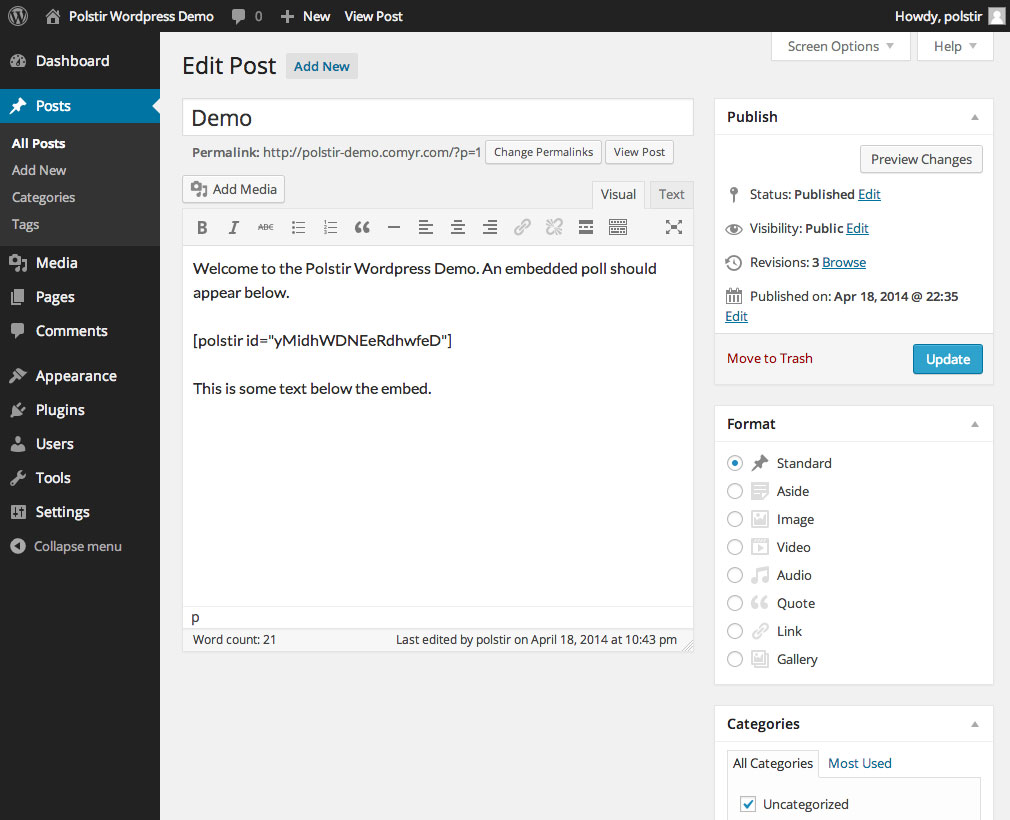 Polstir Wordpress Demo 0 New View Post Howdy, polstir
Screen Options Help
Dashboard
Posts
All Posts
Add New
Categories
Tags
Media
Pages
Comments
Appearance
Plugins
Users
Tools
Settings
Collapse menu
Edit Post Add New
Demo
Permalink: http://polstir-demo.comyr.com/?p=1 Change Permalinks View Post
Add Media Visual Text
B I ABC
Welcome to the Polstir Wordpress Demo. An embedded poll should
appear below.
[polstir id="yMidhWDNEeRdhwfeD"]
This is some text below the embed.
p
Word count: 21 Last edited by polstir on April 18, 2014 at 10:43 pm
Publish
Preview Changes
Status: Published Edit
Visibility: Public Edit
Revisions: 3 Browse
Published on: Apr 18, 2014 @ 22:35
Edit
Move to Trash Update
Format
Standard
Aside
Image
Video
Audio
Quote
Link
Gallery
Categories
All Categories Most Used
Uncategorized